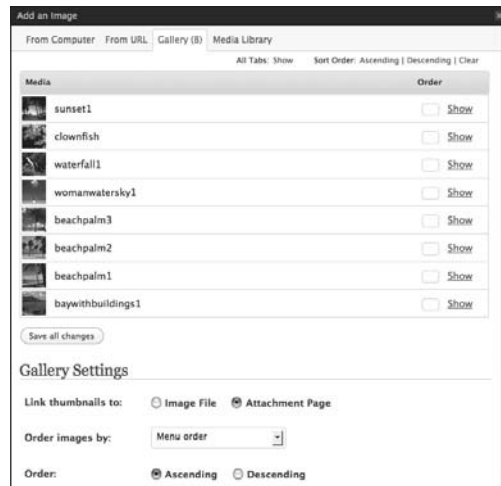 Add an Image
From Computer From URL Gallery (8) Media Library
All Tabs: Show Sort Order: Ascending | Descending | Clear
Media Order
sunset1 Show
clownfish Show
waterfall1 Show
womanwatersky1 Show
beachpalm3 Show
beachpalm2 Show
beachpalm1 Show
baywithbuildings1 Show
Save all changes
Gallery Settings
Link thumbnails to: Image File Attachment Page
Order images by: Menu order
Order: Ascending Descending